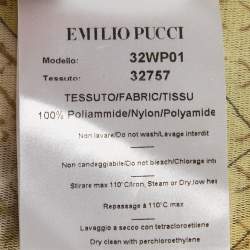 EMILIO PUCCI
Modello: 32WP01
Tessuto: 32757
TESSUTO/FABRIC/TISSU
100% Poliammide/Nylon/Polyamide
Non lavare/Do not wash/Lavage interdit
Non candeggiabile/Do not bleach/Chlorage inte
Stirare max 110°C/Iron, Steam or Dry, low hea
Repassage à 110°C max
Lavaggio a secco con tetracloroetilene
Dry clean with perchloroethylene